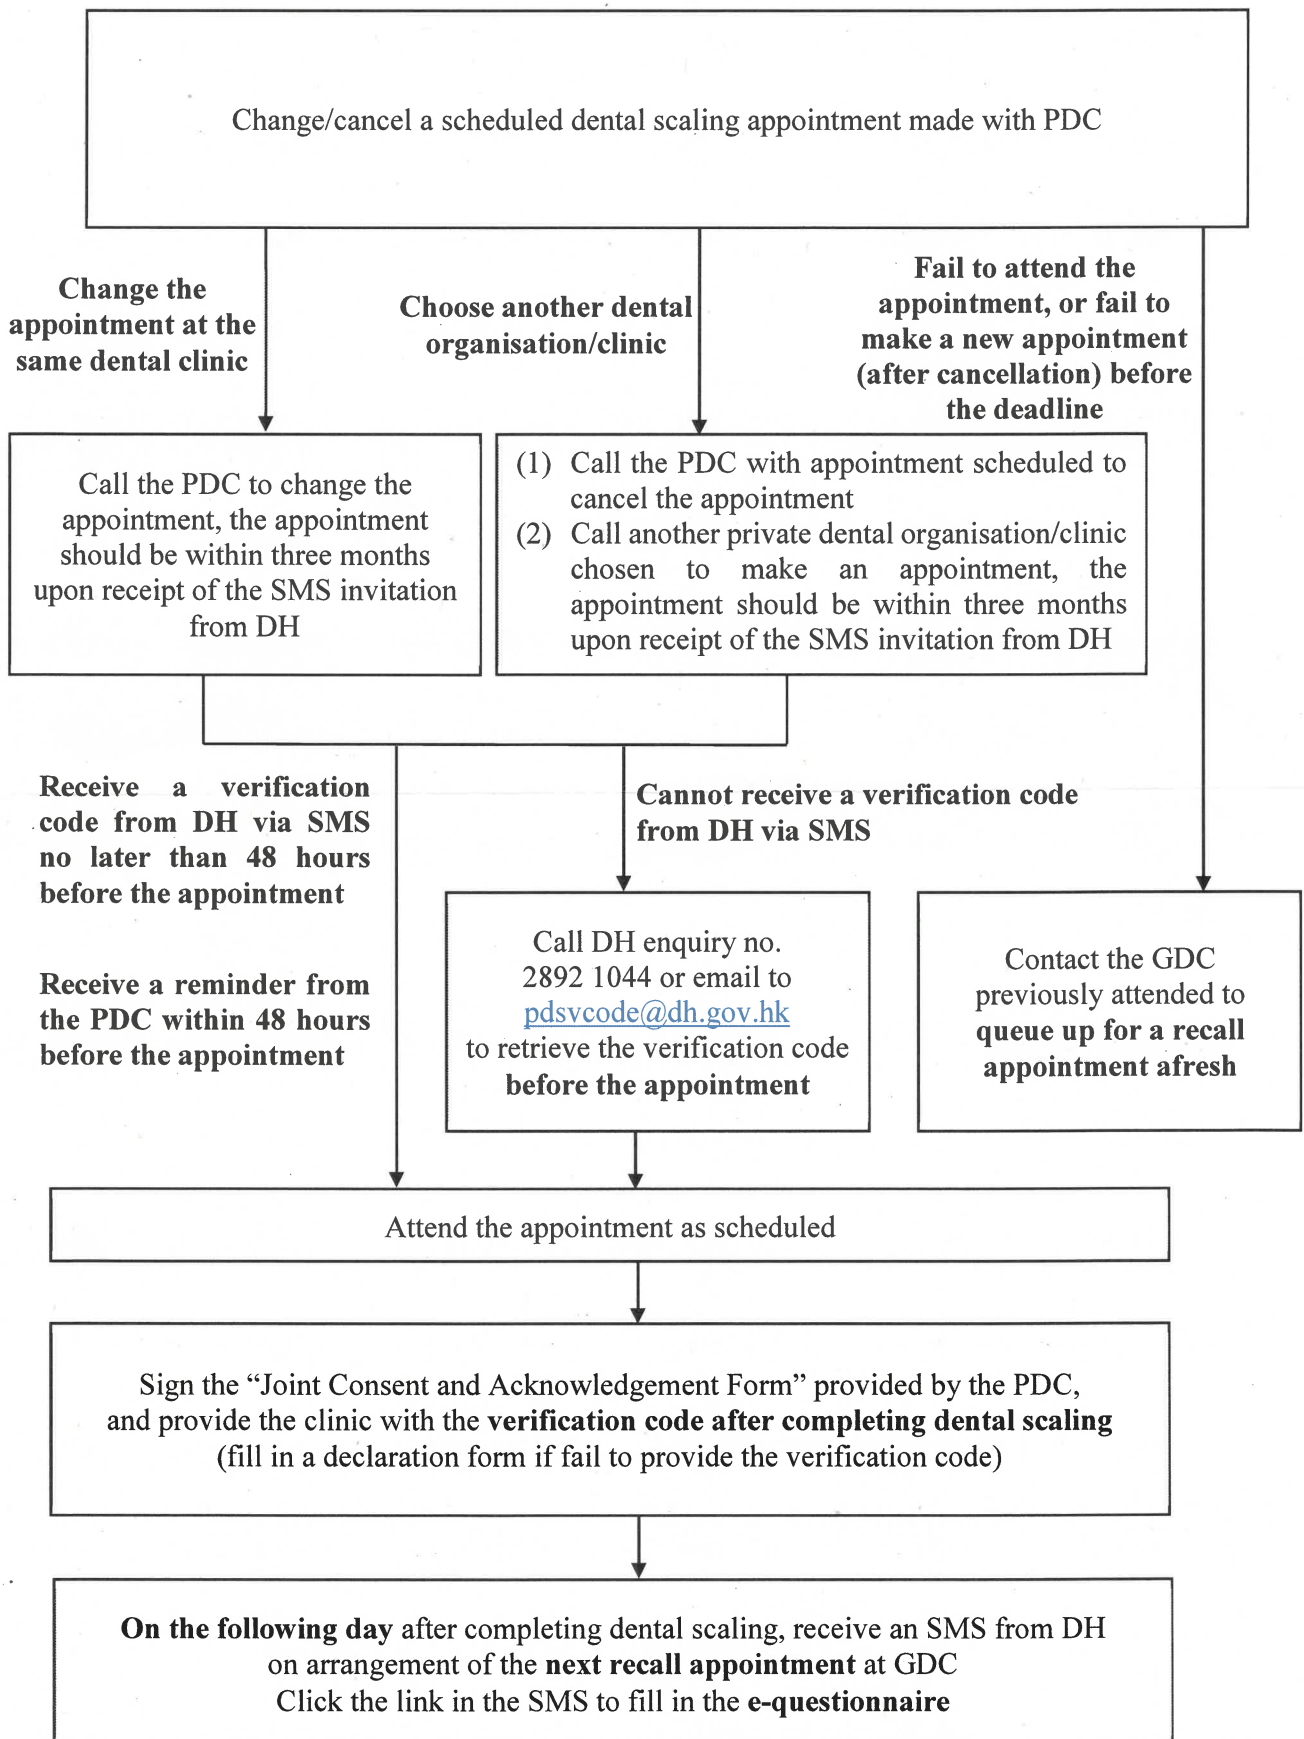 Change/cancel a scheduled dental scaling appointment made with PDC
Change the
appointment at the
same dental clinic
Choose another dental
organisation/clinic
Fail to attend the
appointment, or fail to
make a new appointment
(after cancellation) before
the deadline
Call the PDC to change the
appointment, the appointment
should be within three months
upon receipt of the SMS invitation
from DH
(1) Call the PDC with appointment scheduled to
cancel the appointment
(2) Call another private dental organisation/clinic
chosen to make an appointment, the
appointment should be within three months
upon receipt of the SMS invitation from DH
Receive a verification
code from DH via SMS
no later than 48 hours
before the appointment
Receive a reminder from
the PDC within 48 hours
before the appointment
Cannot receive a verification code
from DH via SMS
Call DH enquiry no.
2892 1044 or email to
pdsvcode@dh.gov.hk
to retrieve the verification code
before the appointment
Contact the GDC
previously attended to
queue up for a recall
appointment afresh
Attend the appointment as scheduled
Sign the “Joint Consent and Acknowledgement Form” provided by the PDC,
and provide the clinic with the verification code after completing dental scaling
(fill in a declaration form if fail to provide the verification code)
On the following day after completing dental scaling, receive an SMS from DH
on arrangement of the next recall appointment at GDC
Click the link in the SMS to fill in the e-questionnaire